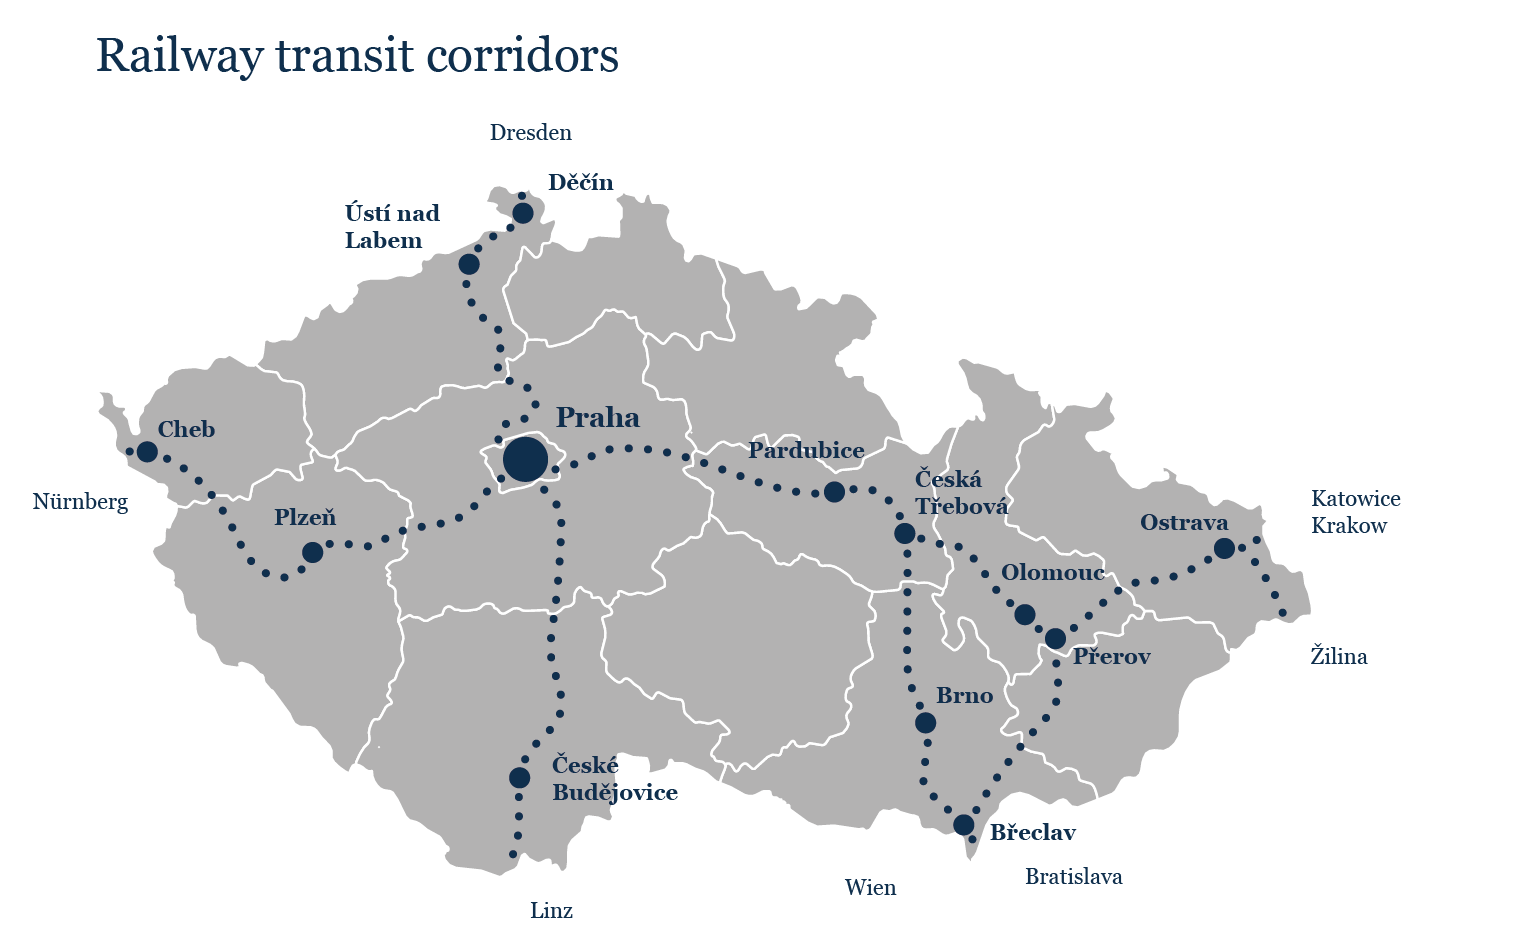 Railway transit corridors
Dresden
Děčín
Ústí nad
Labem
Praha
Cheb
Pardubice
Česká
Třebová
Nürnberg
Plzeň
Ostrava
Katowice
Krakow
Olomouc
Přerov
Žilina
Brno
České
Budějovice
Břeclav
Bratislava
Wien
Linz